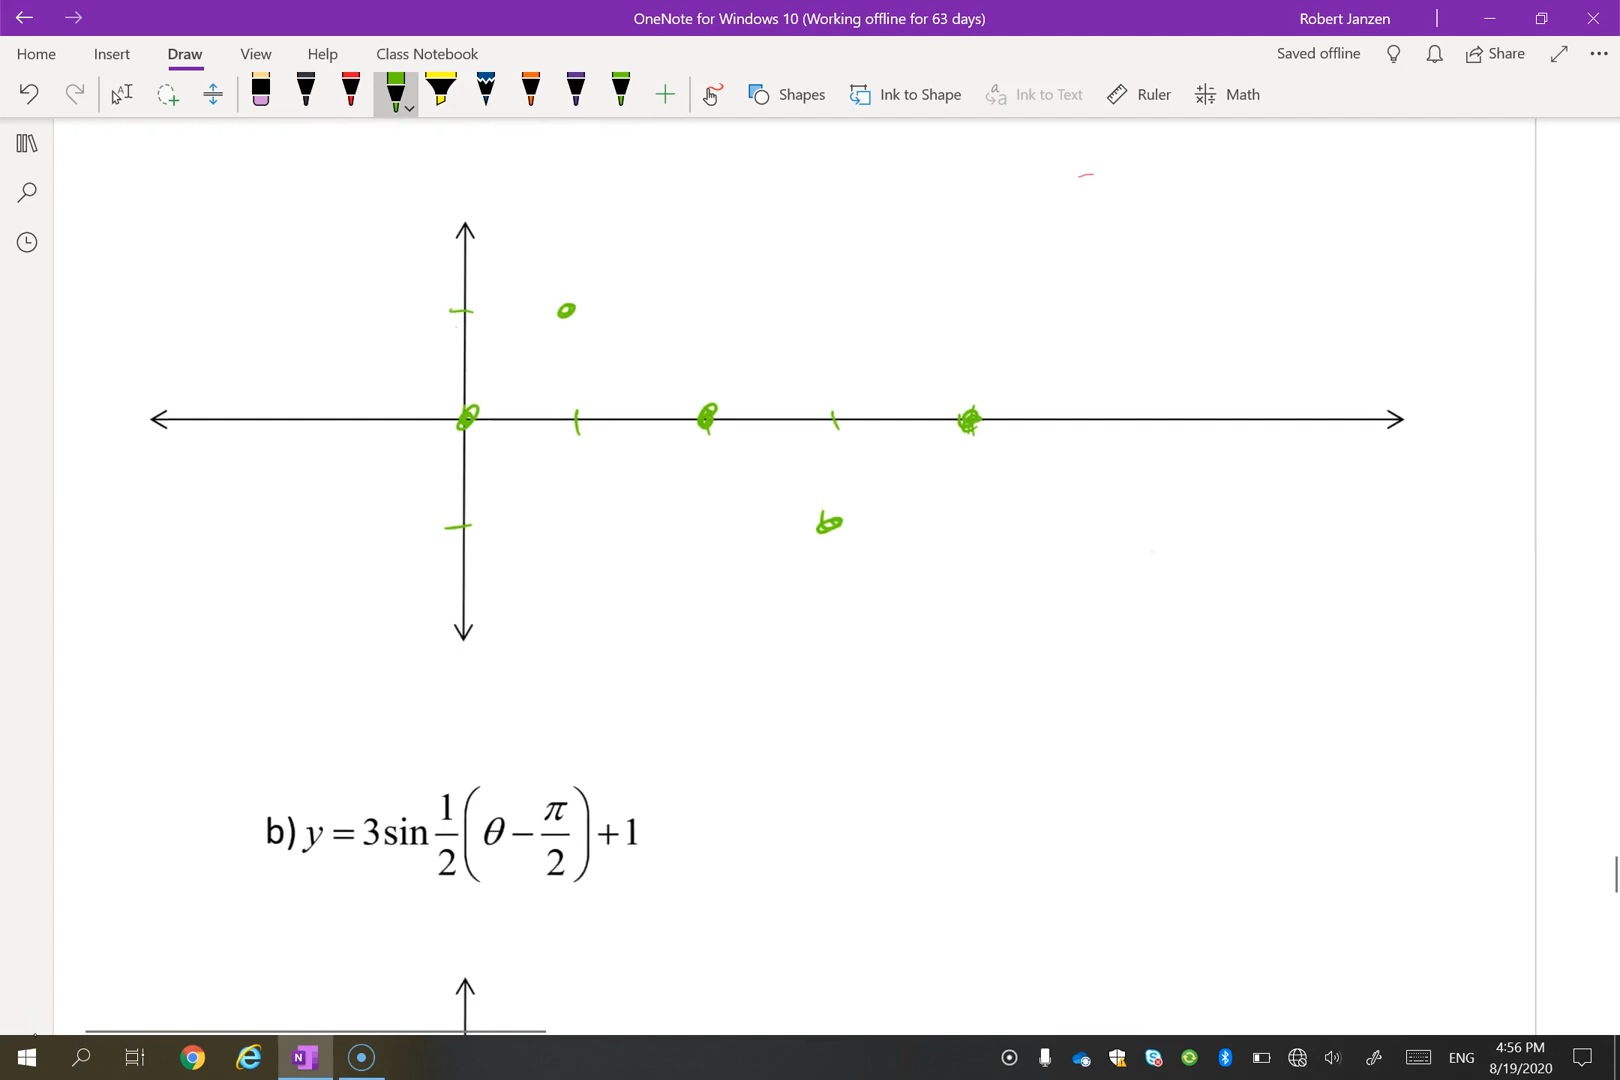 OneNote for Windows 10 (Working offline for 63 days)
Robert Janzen
Home Insert Draw View Help Class Notebook
Saved offline Share
Shapes Ink to Shape Ink to Text Ruler Math
b) y = 3sin 1/2 (θ − π/2) + 1
ENG
4:56 PM
8/19/2020